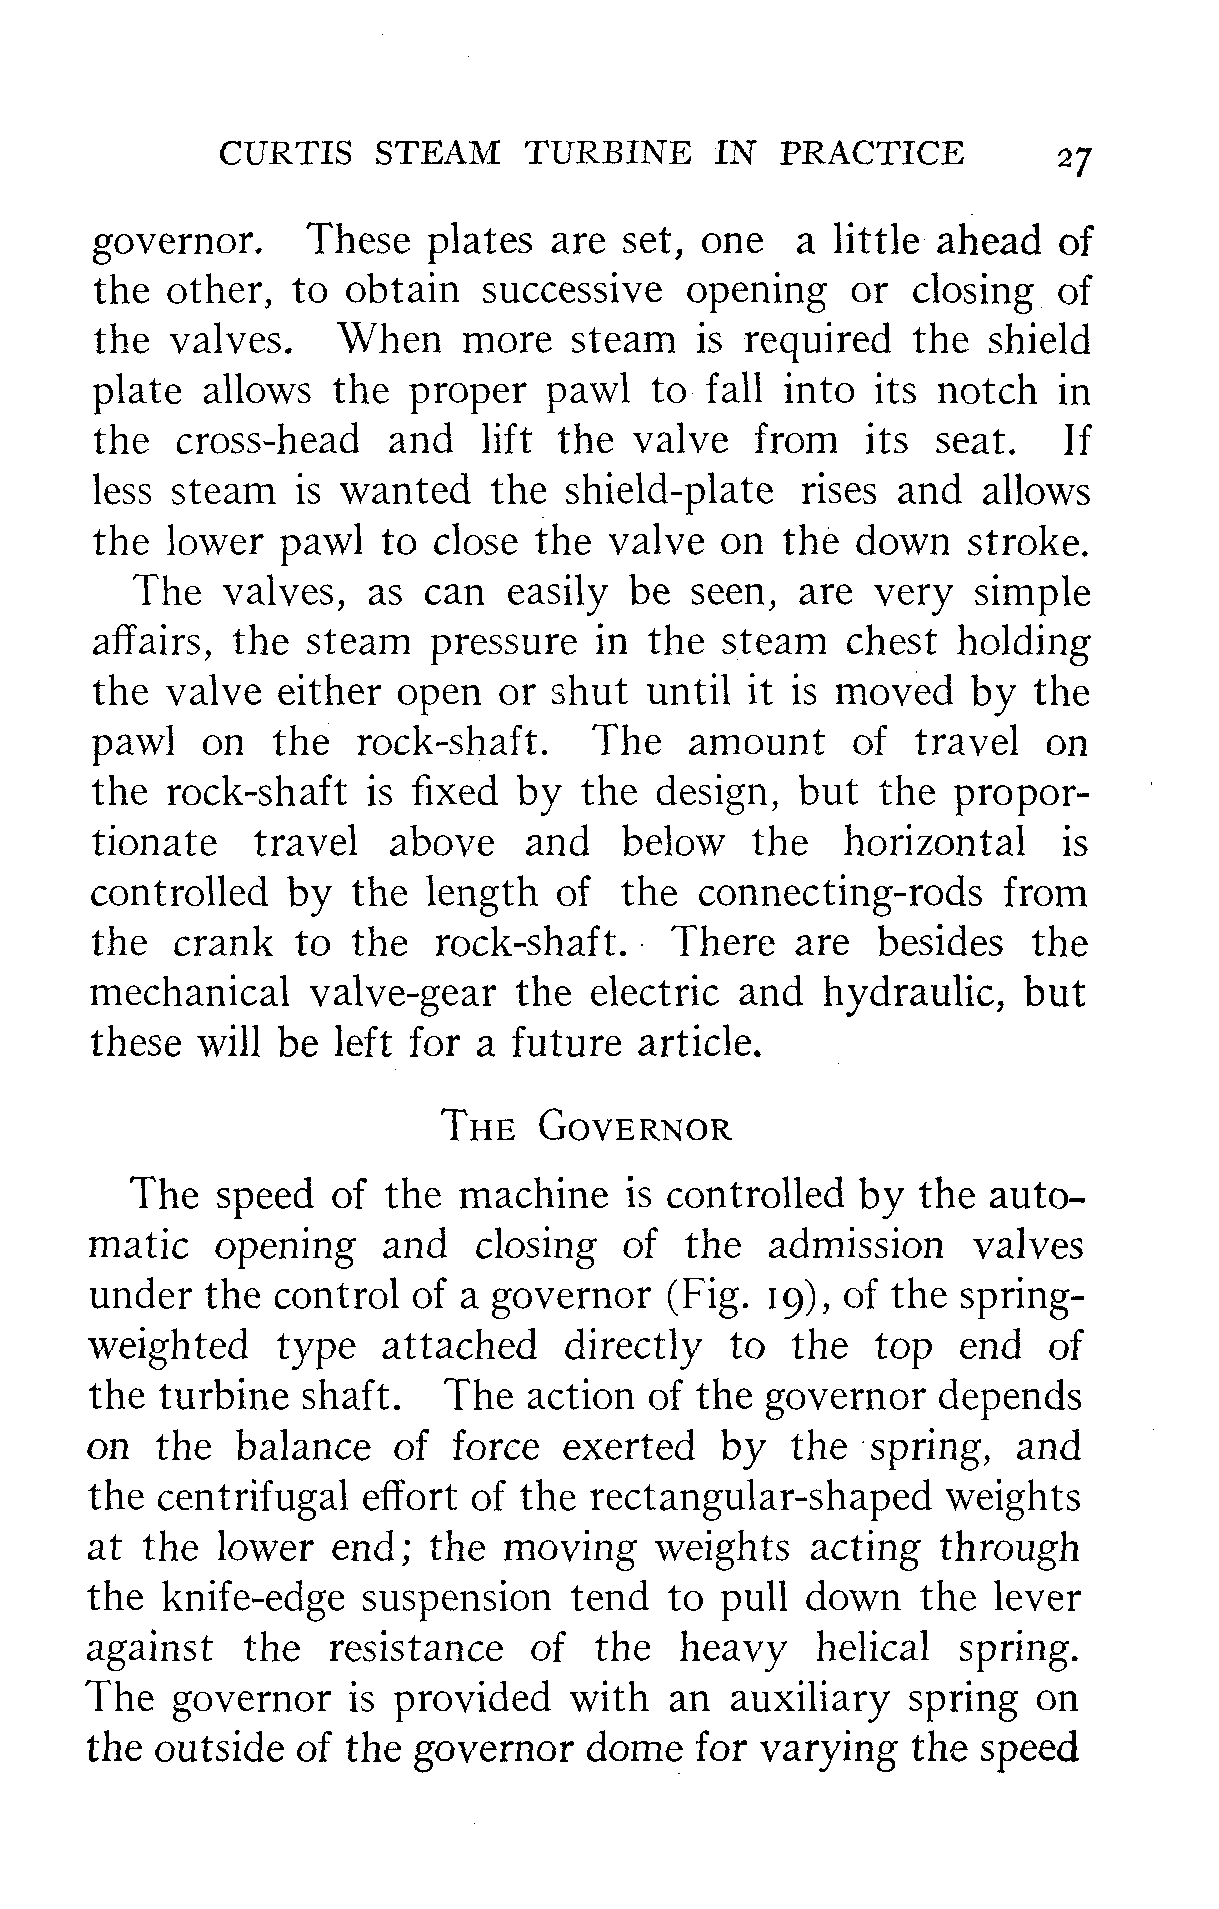 CURTIS STEAM TURBINE IN PRACTICE 27
governor. These plates are set, one a little ahead of
the other, to obtain successive opening or closing of
the valves. When more steam is required the shield
plate allows the proper pawl to fall into its notch in
the cross-head and lift the valve from its seat. If
less steam is wanted the shield-plate rises and allows
the lower pawl to close the valve on the down stroke.
The valves, as can easily be seen, are very simple
affairs, the steam pressure in the steam chest holding
the valve either open or shut until it is moved by the
pawl on the rock-shaft. The amount of travel on
the rock-shaft is fixed by the design, but the propor-
tionate travel above and below the horizontal is
controlled by the length of the connecting-rods from
the crank to the rock-shaft. There are besides the
mechanical valve-gear the electric and hydraulic, but
these will be left for a future article.
The Governor
The speed of the machine is controlled by the auto-
matic opening and closing of the admission valves
under the control of a governor (Fig. 19), of the spring-
weighted type attached directly to the top end of
the turbine shaft. The action of the governor depends
on the balance of force exerted by the spring, and
the centrifugal effort of the rectangular-shaped weights
at the lower end; the moving weights acting through
the knife-edge suspension tend to pull down the lever
against the resistance of the heavy helical spring.
The governor is provided with an auxiliary spring on
the outside of the governor dome for varying the speed